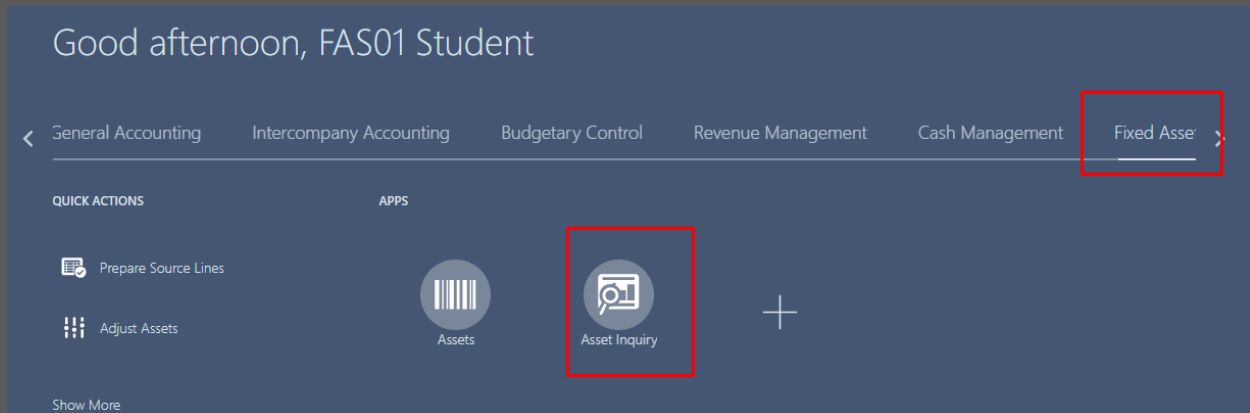 Good afternoon, FAS01 Student
General Accounting Intercompany Accounting Budgetary Control Revenue Management Cash Management Fixed Asse
QUICK ACTIONS APPS
Prepare Source Lines
Adjust Assets
Assets Asset Inquiry
Show More